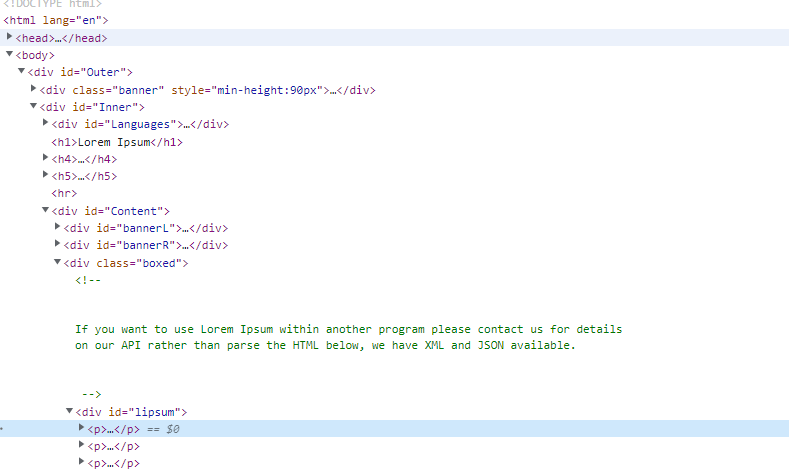 <!DOCTYPE html>
<html lang="en">
<head>…</head>
<body>
<div id="Outer">
<div class="banner" style="min-height:90px">…</div>
<div id="Inner">
<div id="Languages">…</div>
<h1>Lorem Ipsum</h1>
<h4>…</h4>
<h5>…</h5>
<hr>
<div id="Content">
<div id="bannerL">…</div>
<div id="bannerR">…</div>
<div class="boxed">
<!--
If you want to use Lorem Ipsum within another program please contact us for details
on our API rather than parse the HTML below, we have XML and JSON available.
-->
<div id="lipsum">
<p>…</p> == $0
<p>…</p>
<p>…</p>